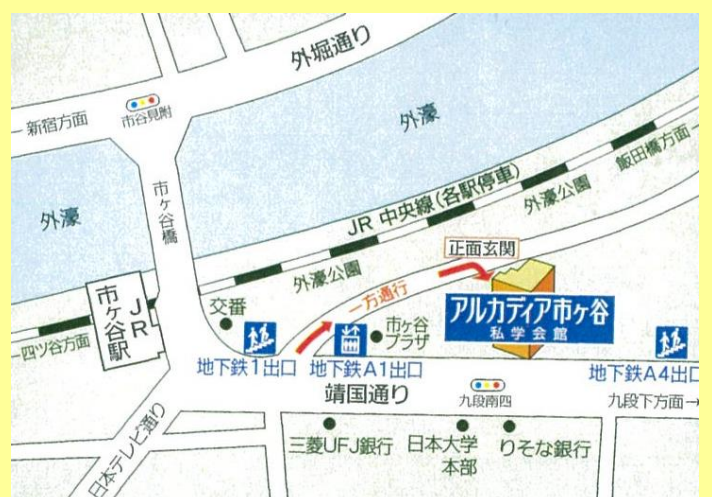 外堀通り
←新宿方面
市谷見附
外濠
飯田橋方面→
市ヶ谷橋
外濠
JR 中央線(各駅停車)
外濠公園
正面玄関
外濠公園
一方通行
JR
市ヶ谷駅
交番
市ヶ谷
プラザ
アルカディア市ヶ谷
私学会館
←四ツ谷方面
地下鉄1出口
地下鉄A1出口
地下鉄A4出口
靖国通り
九段南四
九段下方面→
日本テレビ通り
三菱UFJ銀行
日本大学
本部
りそな銀行